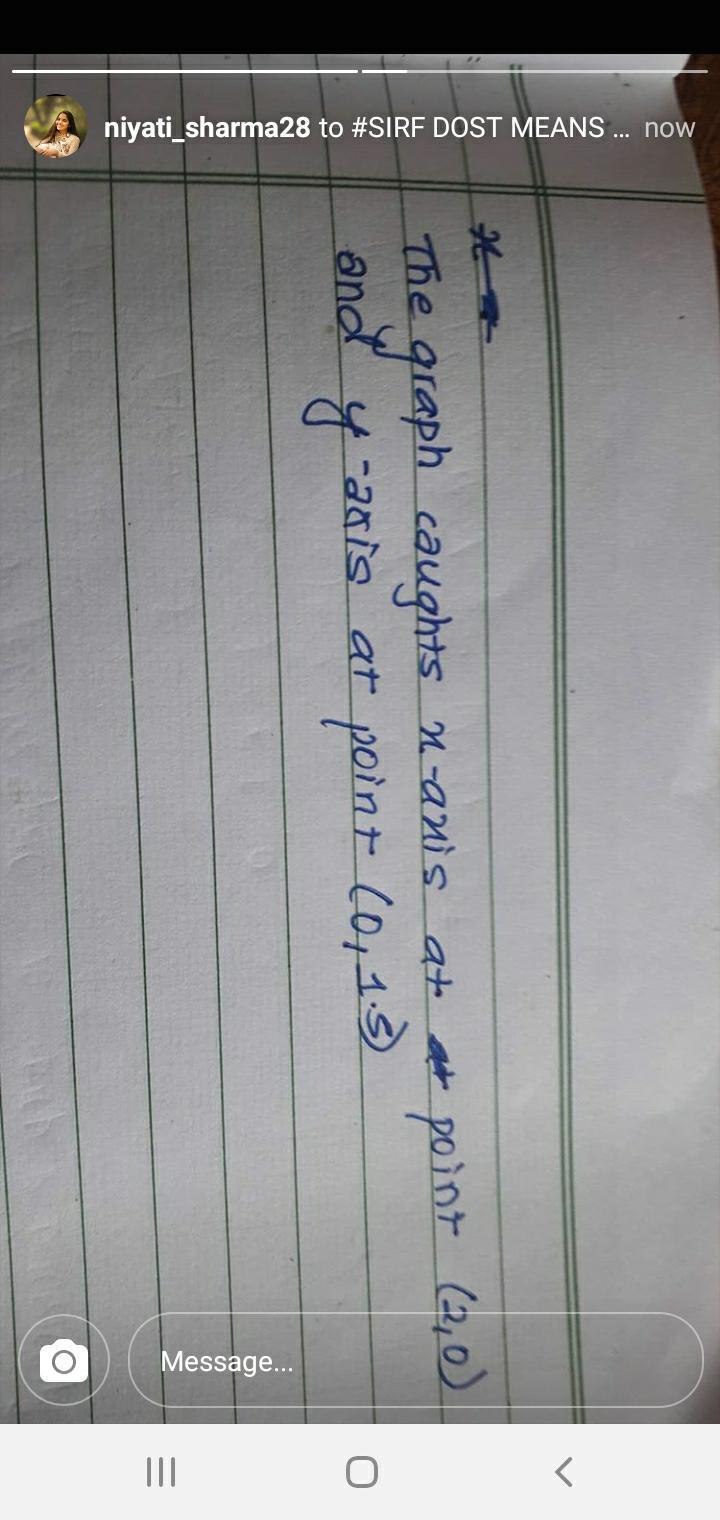 niyati_sharma28 to #SIRF DOST MEANS ... now
The graph caughts x-axis at point (2,0)
and y-axis at point (0,1.5)
Message...